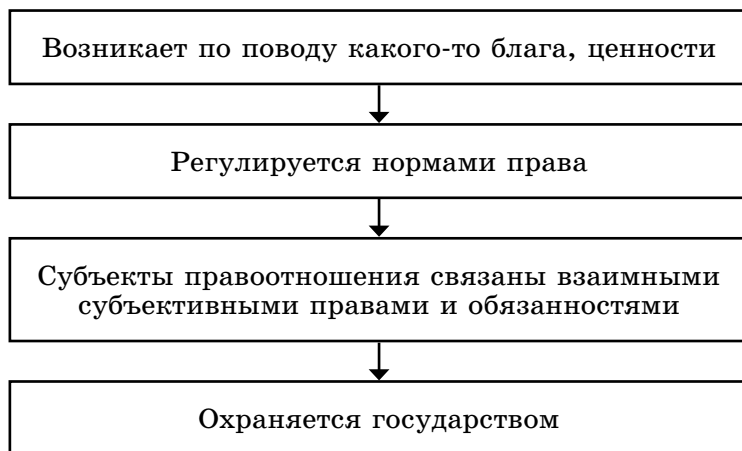 Возникает по поводу какого-то блага, ценности
Регулируется нормами права
Субъекты правоотношения связаны взаимными
субъективными правами и обязанностями
Охраняется государством